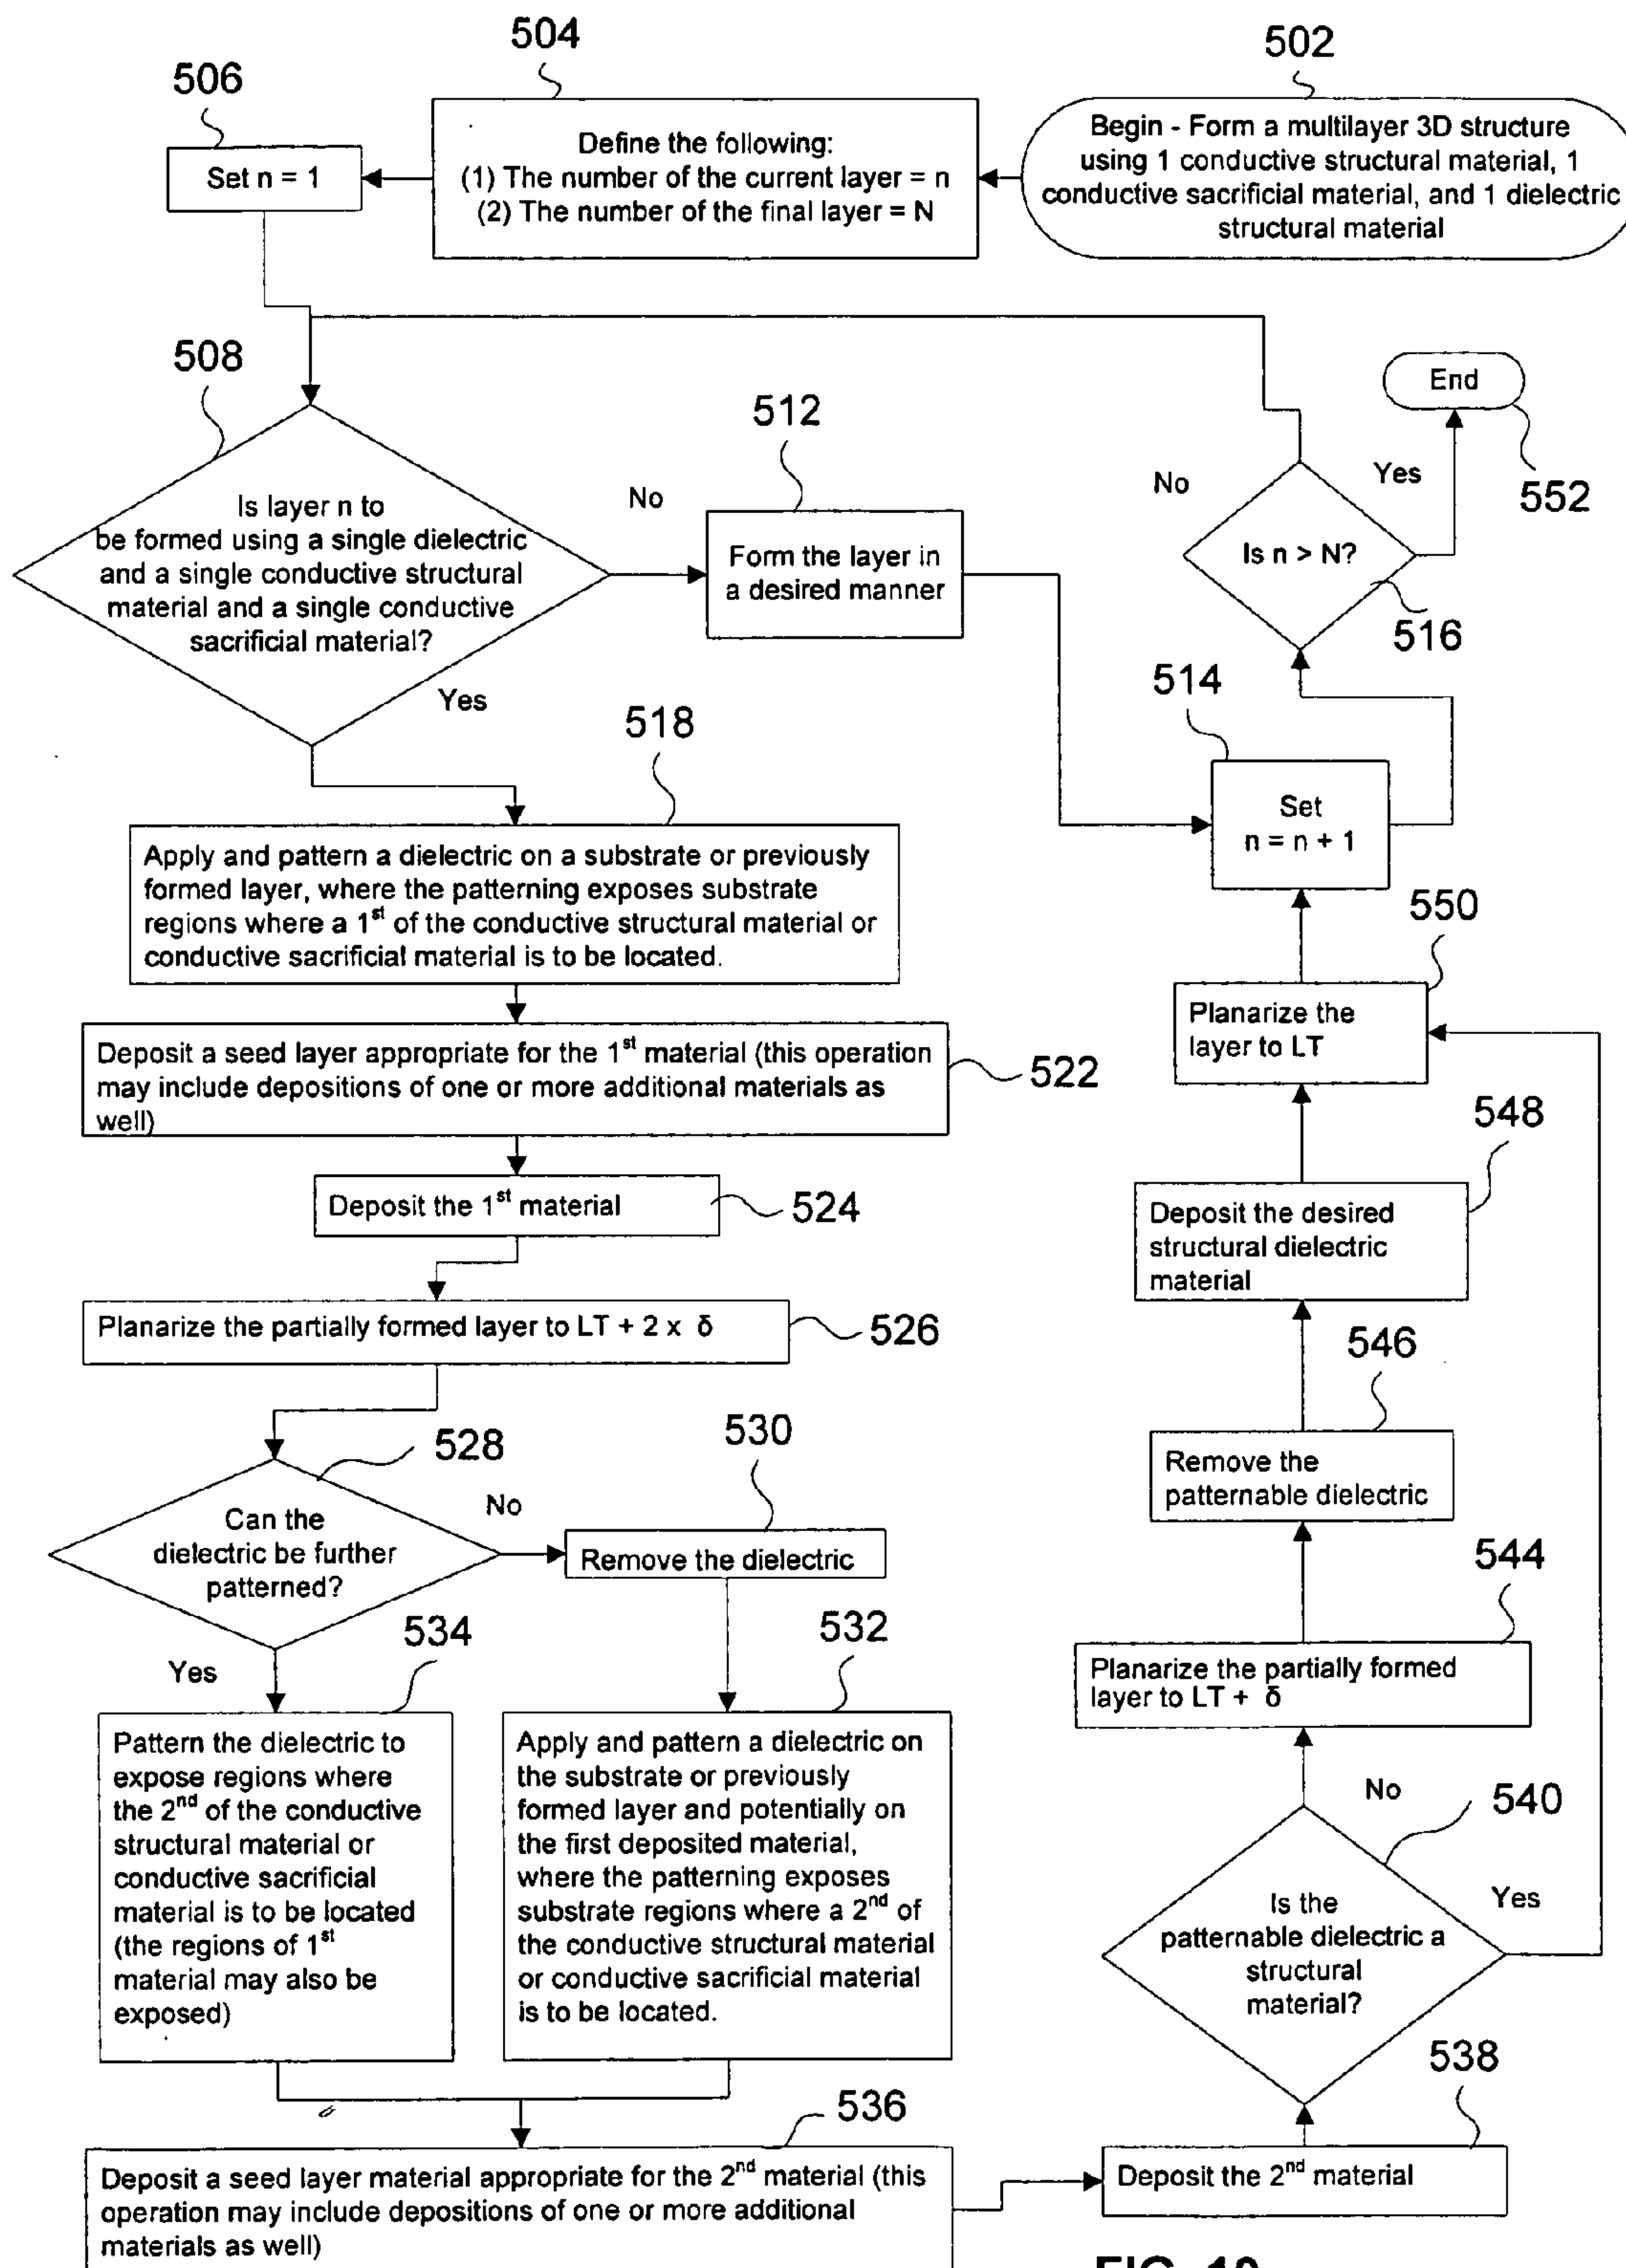 504
502
506
Begin - Form a multilayer 3D structure
using 1 conductive structural material, 1
conductive sacrificial material, and 1 dielectric
structural material
Define the following:
(1) The number of the current layer = n
(2) The number of the final layer = N
Set n = 1
508
512
End
552
Is layer n to
be formed using a single dielectric
and a single conductive structural
material and a single conductive
sacrificial material?
No
Yes
Form the layer in
a desired manner
No
Yes
Is n > N?
516
514
Set
n = n + 1
518
Apply and pattern a dielectric on a substrate or previously
formed layer, where the patterning exposes substrate
regions where a 1st of the conductive structural material or
conductive sacrificial material is to be located.
550
Planarize the
layer to LT
Deposit a seed layer appropriate for the 1st material (this operation
may include depositions of one or more additional materials as
well)
522
548
Deposit the 1st material
524
Deposit the desired
structural dielectric
material
Planarize the partially formed layer to LT + 2 x δ
526
546
528
530
Can the
dielectric be further
patterned?
No
Yes
Remove the dielectric
Remove the
patternable dielectric
544
534
532
Planarize the partially formed
layer to LT + δ
Pattern the dielectric to
expose regions where
the 2nd of the conductive
structural material or
conductive sacrificial
material is to be located
(the regions of 1st
material may also be
exposed)
Apply and pattern a dielectric on
the substrate or previously
formed layer and potentially on
the first deposited material,
where the patterning exposes
substrate regions where a 2nd of
the conductive structural material
or conductive sacrificial material
is to be located.
No
540
Yes
Is the
patternable dielectric a
structural
material?
538
536
Deposit a seed layer material appropriate for the 2nd material (this
operation may include depositions of one or more additional
materials as well)
Deposit the 2nd material